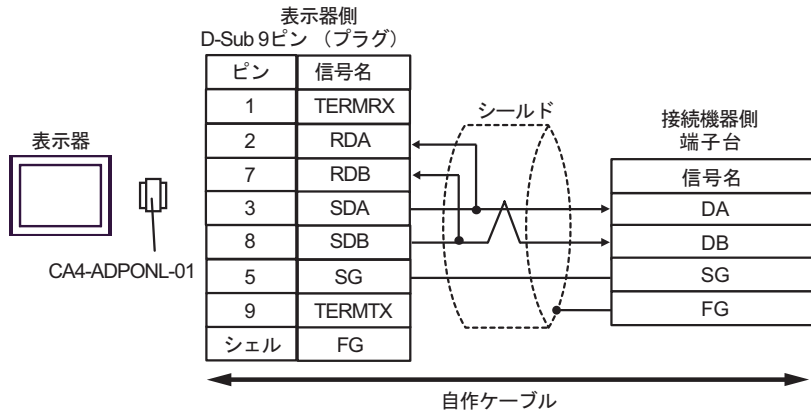 表示器側
D-Sub 9ピン （プラグ）
ピン 信号名
1 TERMRX
2 RDA
7 RDB
3 SDA
8 SDB
5 SG
9 TERMTX
シェル FG
表示器
CA4-ADPONL-01
シールド
接続機器側
端子台
信号名
DA
DB
SG
FG
自作ケーブル